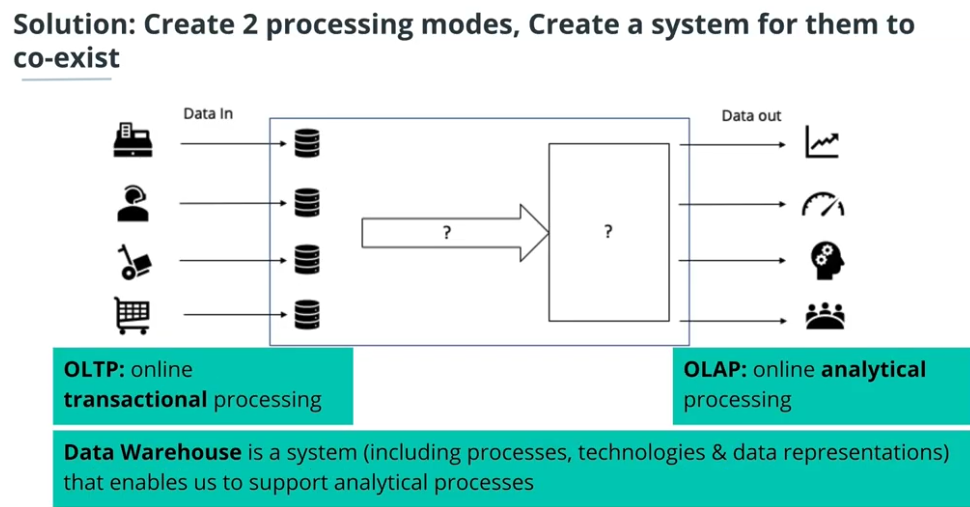 Solution: Create 2 processing modes, Create a system for them to
co-exist
Data In
Data out
?
?
OLTP: online
transactional processing
OLAP: online analytical
processing
Data Warehouse is a system (including processes, technologies & data representations)
that enables us to support analytical processes